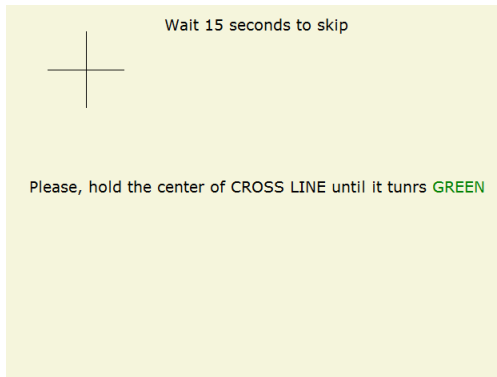 Wait 15 seconds to skip
Please, hold the center of CROSS LINE until it tunrs GREEN